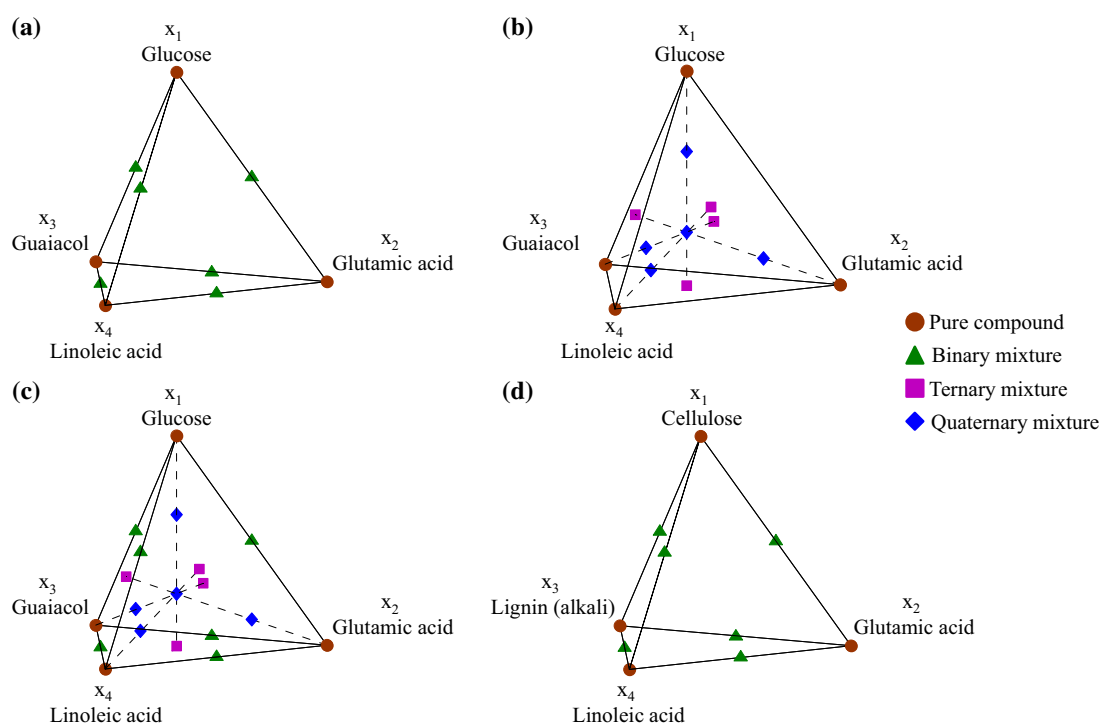 (a)
x1
Glucose
x3
Guaiacol
x2
Glutamic acid
x4
Linoleic acid
(b)
x1
Glucose
x3
Guaiacol
x2
Glutamic acid
x4
Linoleic acid
Pure compound
Binary mixture
Ternary mixture
Quaternary mixture
(c)
x1
Glucose
x3
Guaiacol
x2
Glutamic acid
x4
Linoleic acid
(d)
x1
Cellulose
x3
Lignin (alkali)
x2
Glutamic acid
x4
Linoleic acid